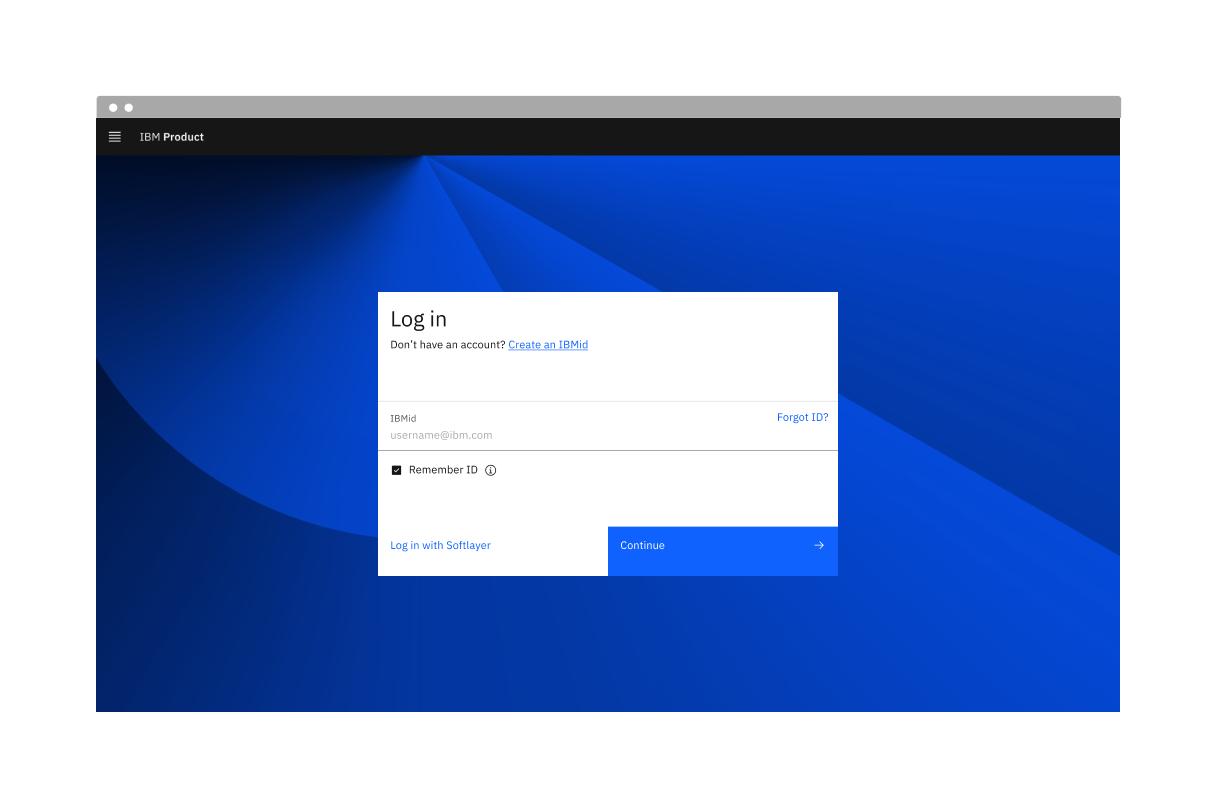 IBM Product
Log in
Don't have an account? Create an IBMid
IBMid
Forgot ID?
username@ibm.com
Remember ID
Log in with Softlayer
Continue